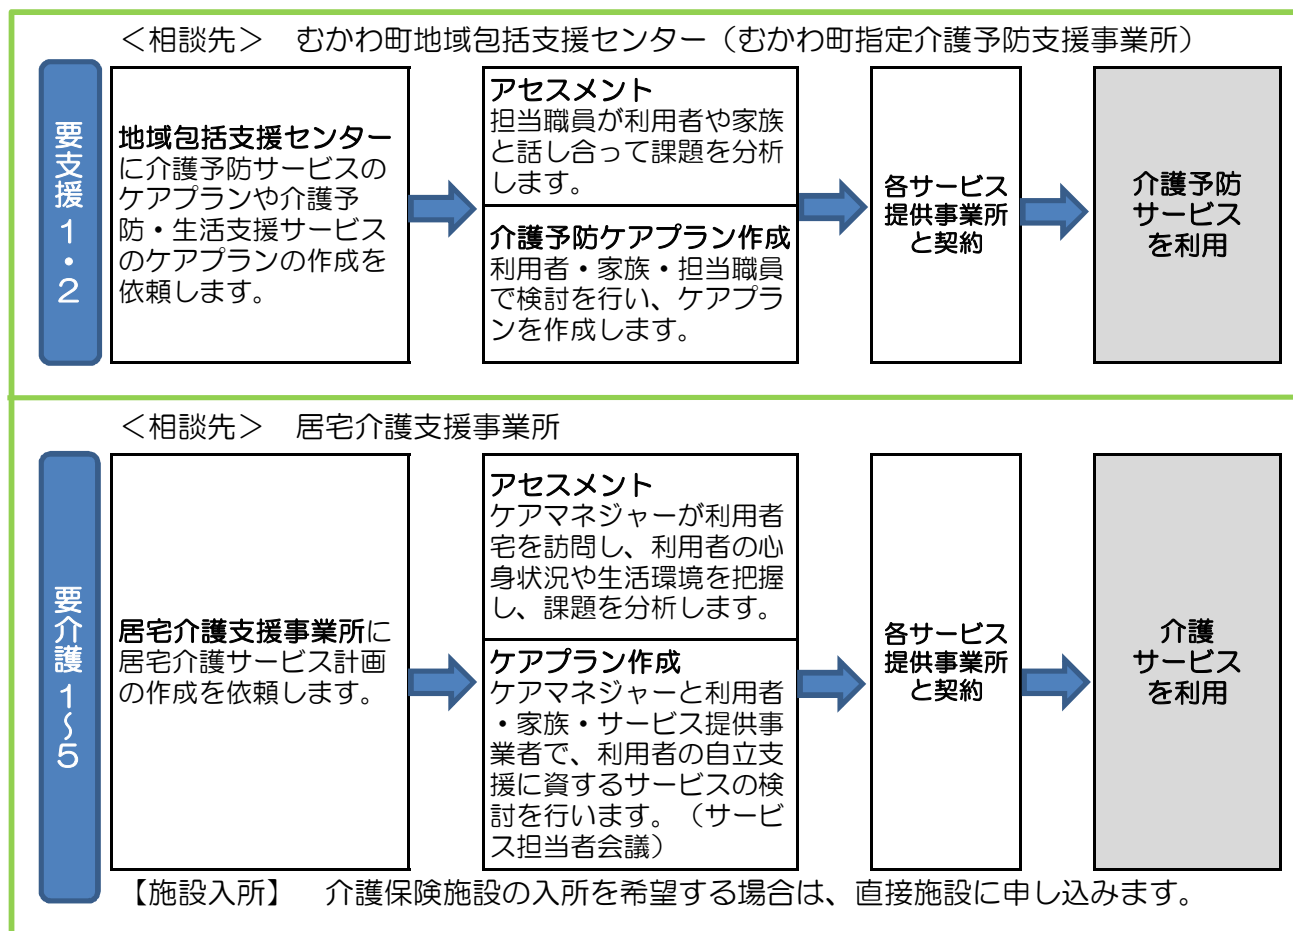 ＜相談先＞　むかわ町地域包括支援センター（むかわ町指定介護予防支援事業所）
要支援１・２
地域包括支援センター
に介護予防サービスの
ケアプランや介護予
防・生活支援サービス
のケアプランの作成を
依頼します。
アセスメント
担当職員が利用者や家族
と話し合って課題を分析
します。
介護予防ケアプラン作成
利用者・家族・担当職員
で検討を行い、ケアプラ
ンを作成します。
各サービス
提供事業所
と契約
介護予防
サービス
を利用
＜相談先＞　居宅介護支援事業所
要介護１～５
居宅介護支援事業所に
居宅介護サービス計画
の作成を依頼します。
アセスメント
ケアマネジャーが利用者
宅を訪問し、利用者の心
身状況や生活環境を把握
し、課題を分析します。
ケアプラン作成
ケアマネジャーと利用者
・家族・サービス提供事
業者で、利用者の自立支
援に資するサービスの検
討を行います。（サービ
ス担当者会議）
各サービス
提供事業所
と契約
介護
サービス
を利用
【施設入所】　介護保険施設の入所を希望する場合は、直接施設に申し込みます。